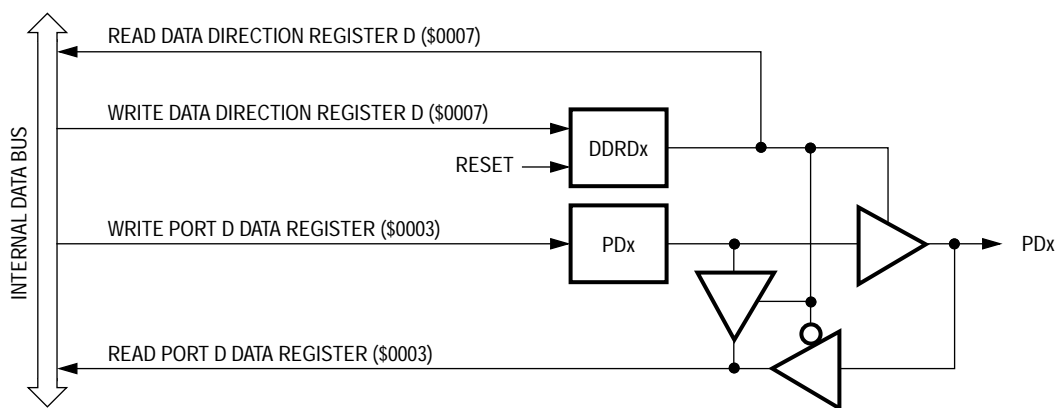 READ DATA DIRECTION REGISTER D ($0007)
WRITE DATA DIRECTION REGISTER D ($0007)
DDRDx
RESET
INTERNAL DATA BUS
WRITE PORT D DATA REGISTER ($0003)
PDx
PDx
READ PORT D DATA REGISTER ($0003)